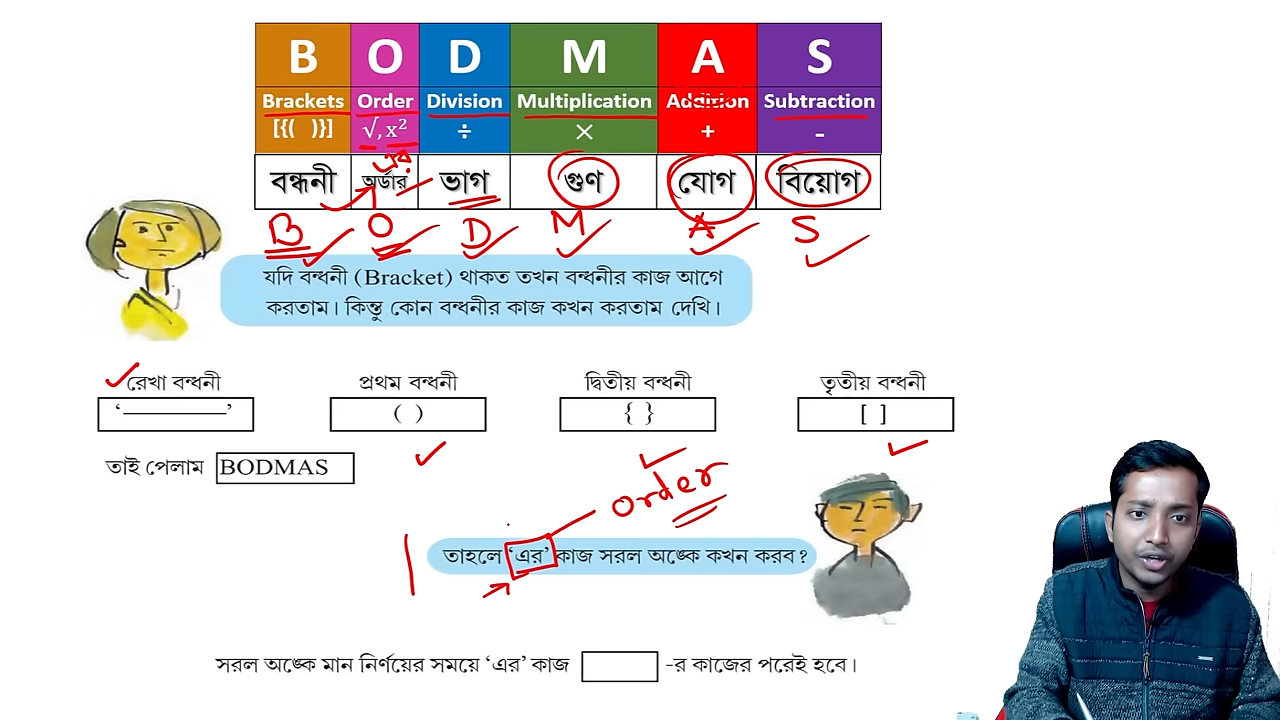 B O D M A S
Brackets Order Division Multiplication Addition Subtraction
[{( )}] √, x² ÷ × + -
এর
বন্ধনী অর্ডার ভাগ গুণ যোগ বিয়োগ
B O D M A S
যদি বন্ধনী (Bracket) থাকত তখন বন্ধনীর কাজ আগে
করতাম। কিন্তু কোন বন্ধনীর কাজ কখন করতাম দেখি।
রেখা বন্ধনী প্রথম বন্ধনী দ্বিতীয় বন্ধনী তৃতীয় বন্ধনী
‘————’ ( ) { } [ ]
তাই পেলাম BODMAS
order
তাহলে ‘এর’ কাজ সরল অঙ্কে কখন করব?
সরল অঙ্কে মান নির্ণয়ের সময়ে ‘এর’ কাজ -র কাজের পরেই হবে।